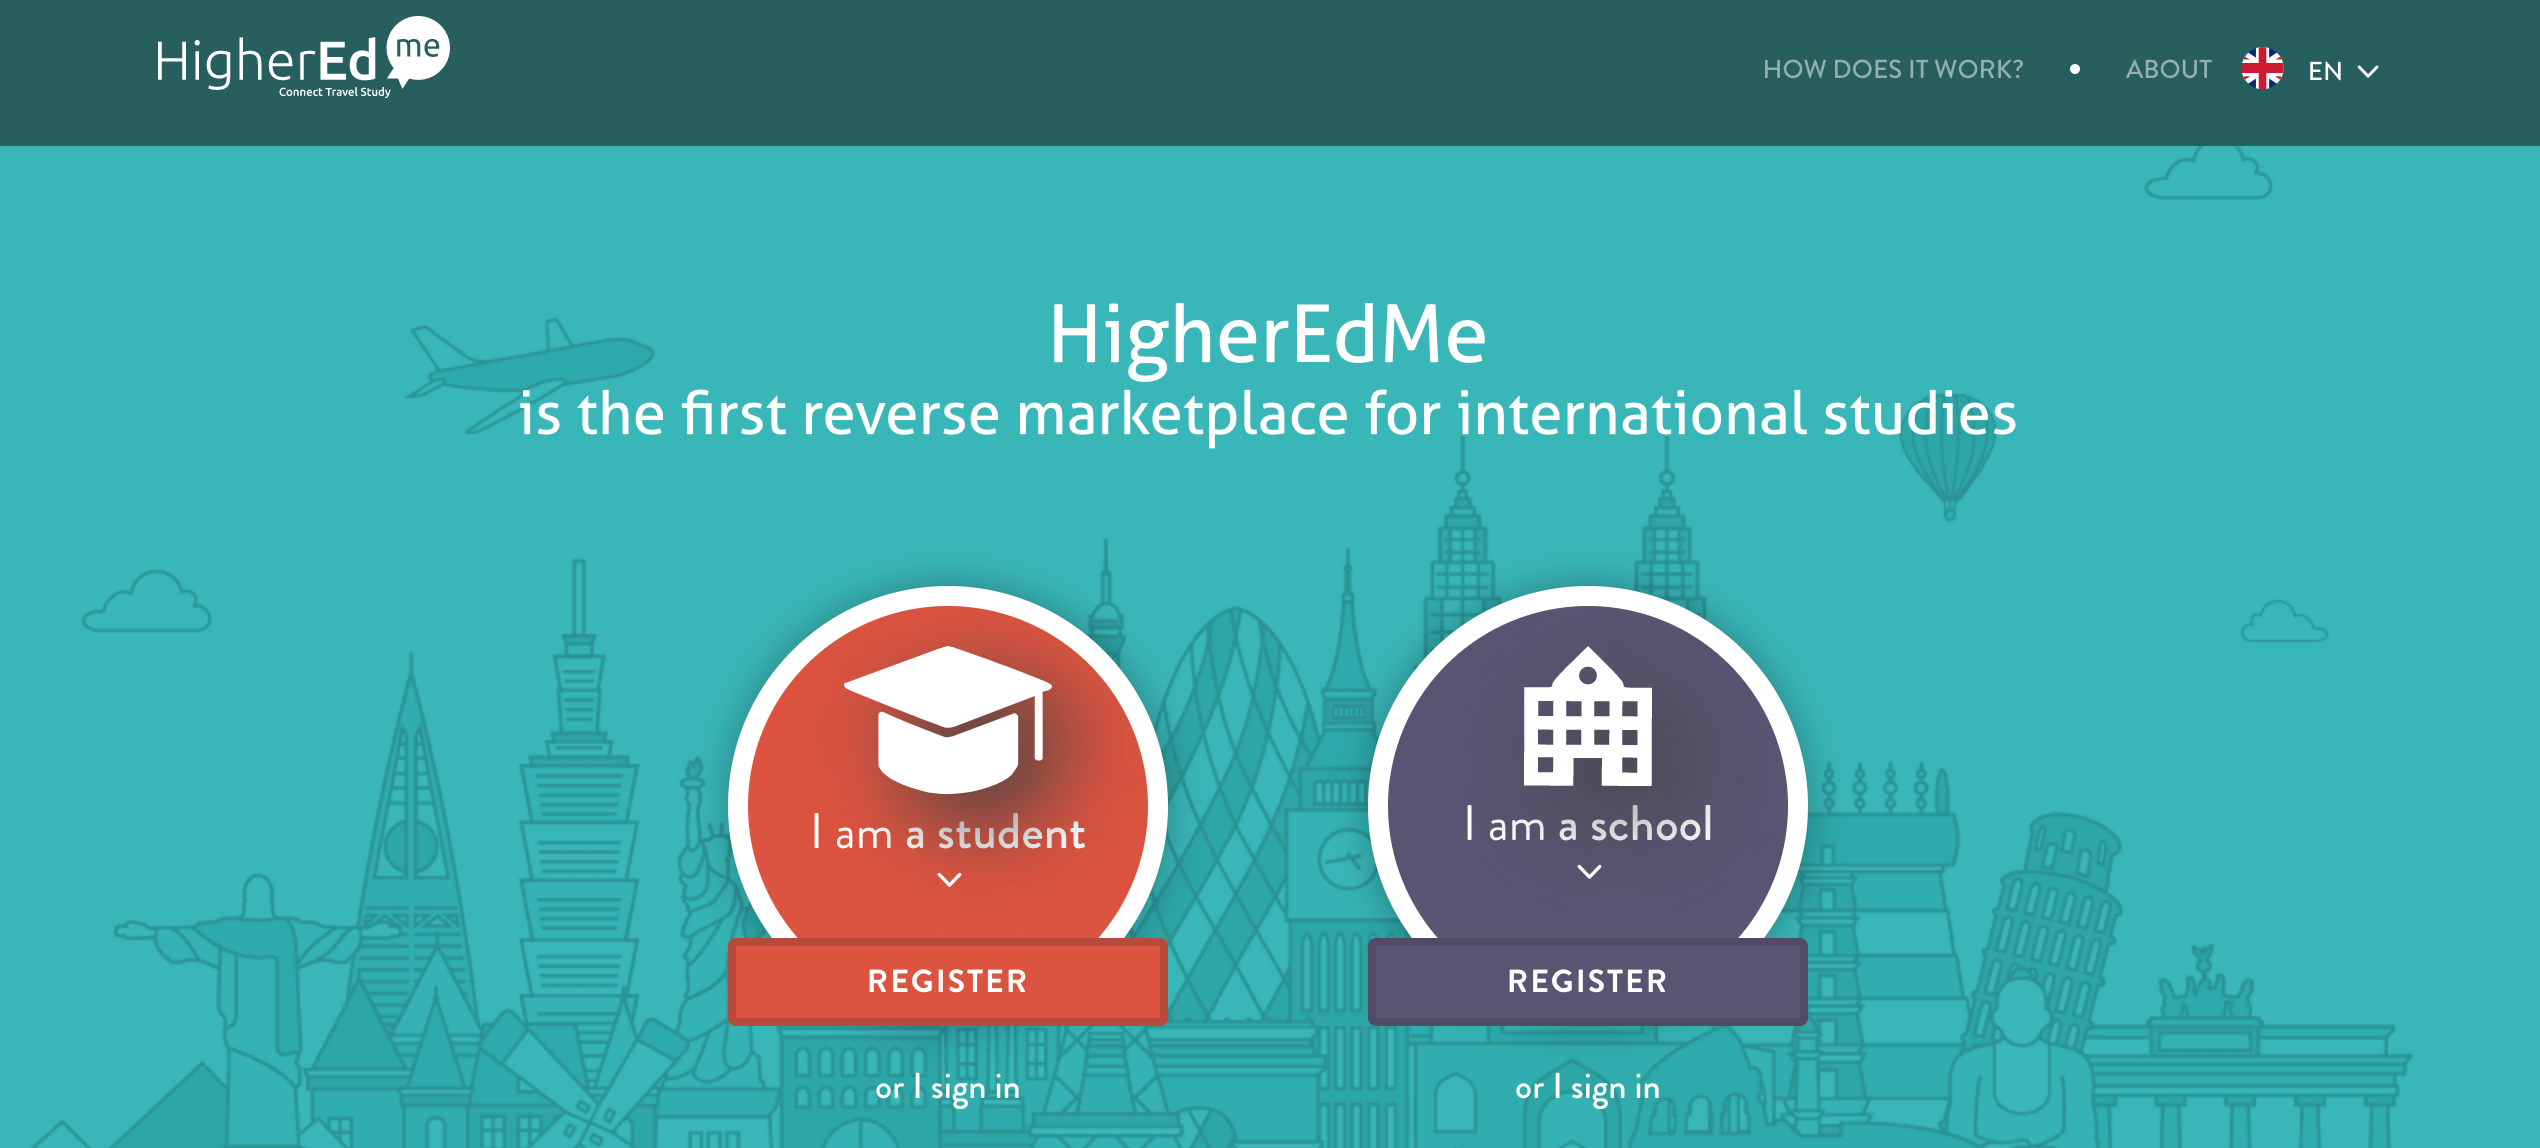 HigherEd me
Connect Travel Study
HOW DOES IT WORK? • ABOUT EN
HigherEdMe
is the first reverse marketplace for international studies
I am a student
REGISTER
or I sign in
I am a school
REGISTER
or I sign in